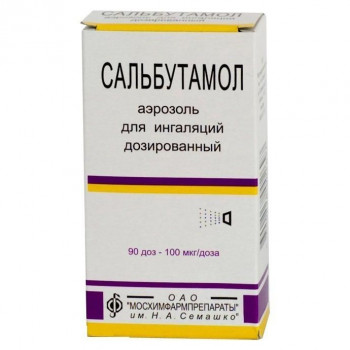 САЛЬБУТАМОЛ
аэрозоль
для ингаляций
дозированный
90 доз - 100 мкг/доза
ОАО
"МОСХИМФАРМПРЕПАРАТЫ"
им. Н.А. Семашко"